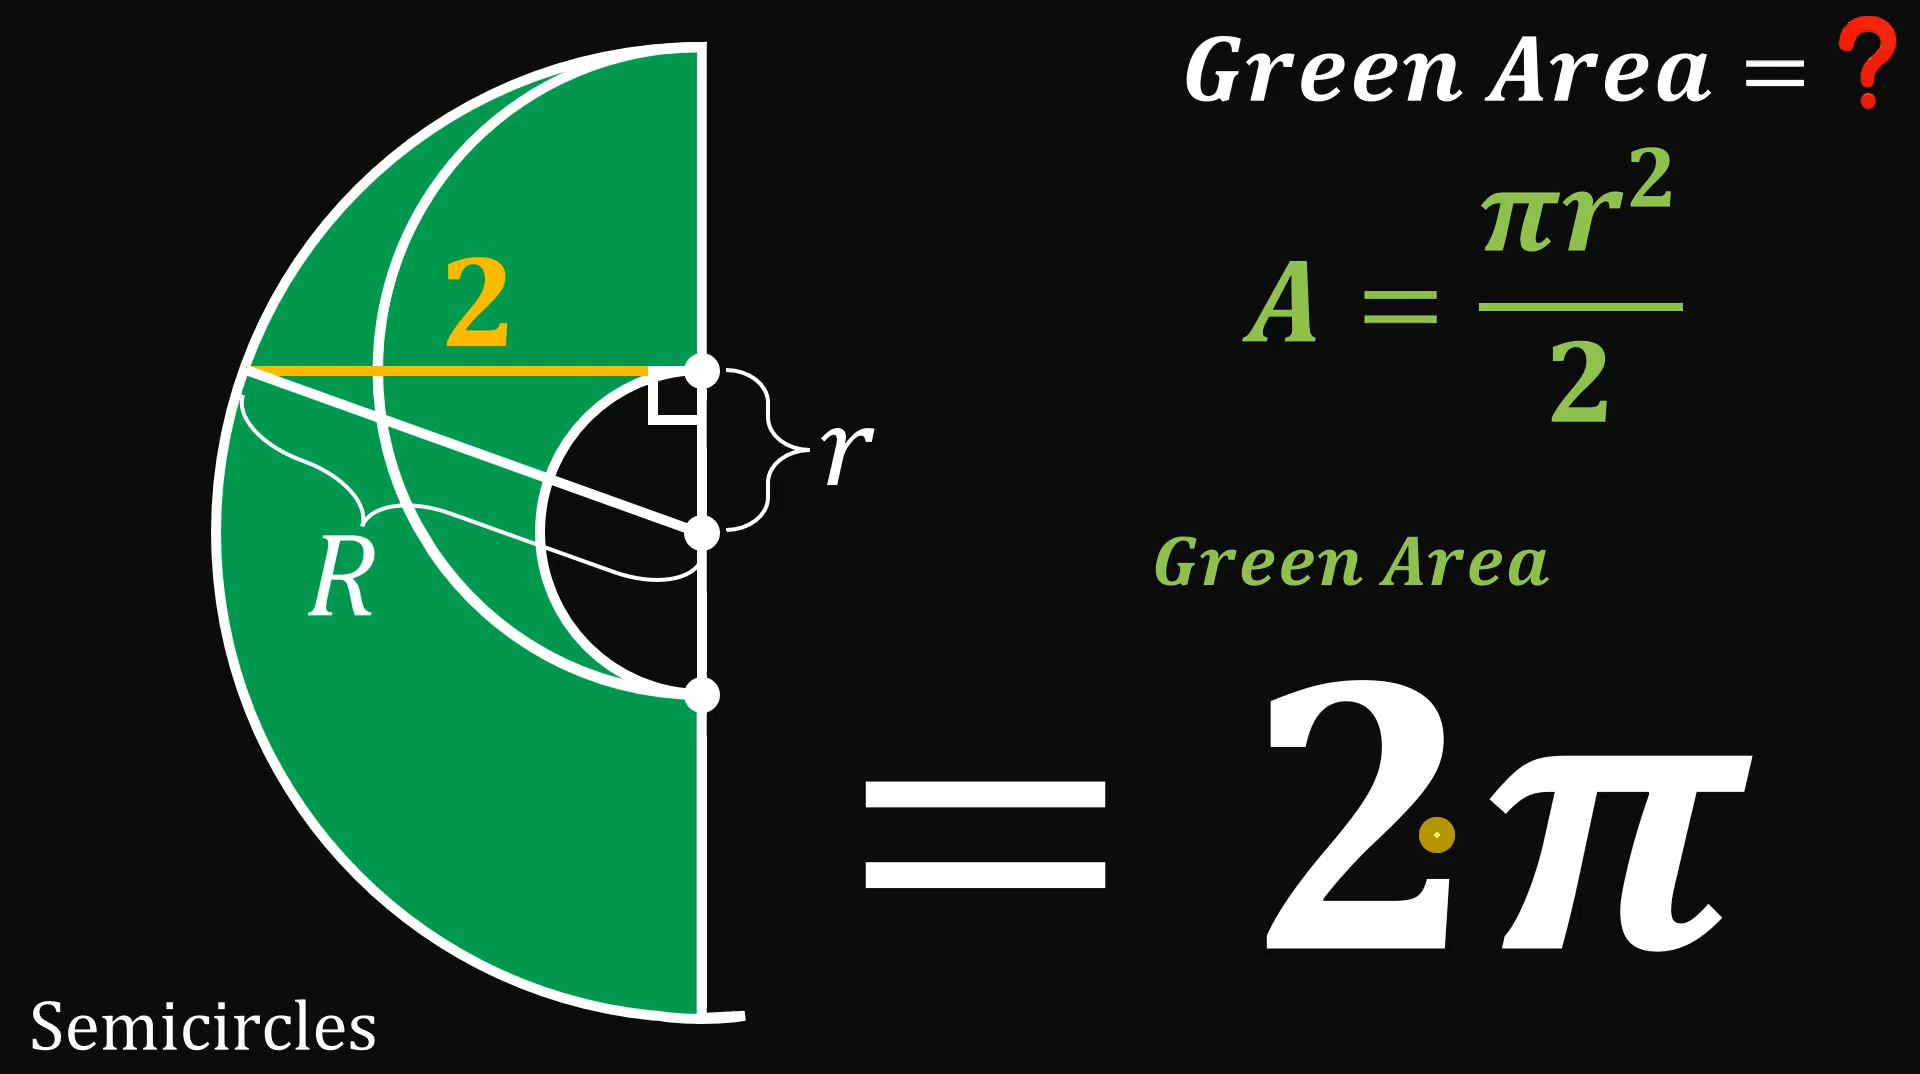 Green Area = ❓
A = πr²/2
2
r
R
Green Area
= 2π
Semicircles